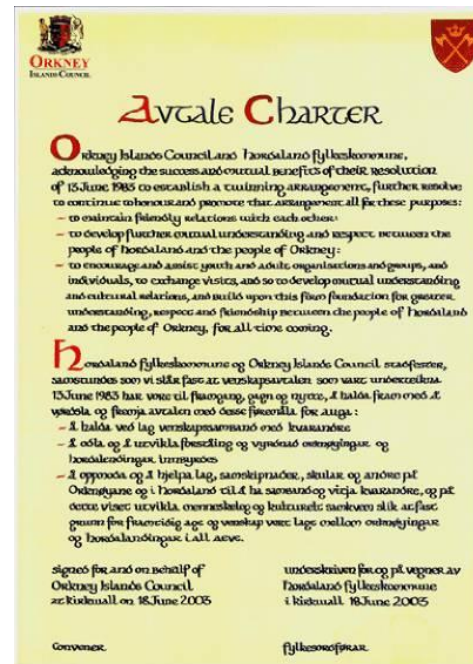 ORKNEY
ISLANDS COUNCIL
Avtale Charter
Orkney Islands Council and Hordaland fylkeskommune,
acknowledging the success and mutual benefits of their resolution
of 13 June 1983 to establish a twinning arrangement, further resolve
to continue to honour and promote that arrangement all for these purposes:
– to maintain friendly relations with each other:
– to develop further mutual understanding and respect between the
people of Hordaland and the people of Orkney:
– to encourage and assist youth and adult organisations and groups, and
individuals, to exchange visits, and so to develop mutual understanding
and cultural relations, and build upon this firm foundation for greater
understanding, respect and friendship between the people of Hordaland
and the people of Orkney, for all time coming.
Hordaland fylkeskommune og Orkney Islands Council stadfester,
samstundes som vi slår fast at venskapsavtalen som vart underteikna
13 June 1983 har vore til framgang, gagn og nytte, å halda fram med å
vørdsla og fremja avtalen med desse føremåla for auga:
– å halda ved lag venskapssamband med kvarandre
– å odla og å utvikla forståing og vyrdnad orknøyingar og
hordalendingar imbyrdes
– å oppmoda og å hjelpa lag, samskipnader, skular og andre på
Orknøyane og i Hordaland til å ha samband og vitja kvarandre, og på
dette viset utvikla menneskeleg og kulturelt samkvem slik at fast
grunn for framtidig age og venskap vert lagt mellom orknøyingar
og hordalendingar i all æve.
signed for and on behalf of
Orkney Islands Council
at Kirkwall on 18 June 2003
underskriven for og på vegner av
Hordaland fylkeskommune
i Kirkwall 18 June 2003
Convener
fylkesordførar